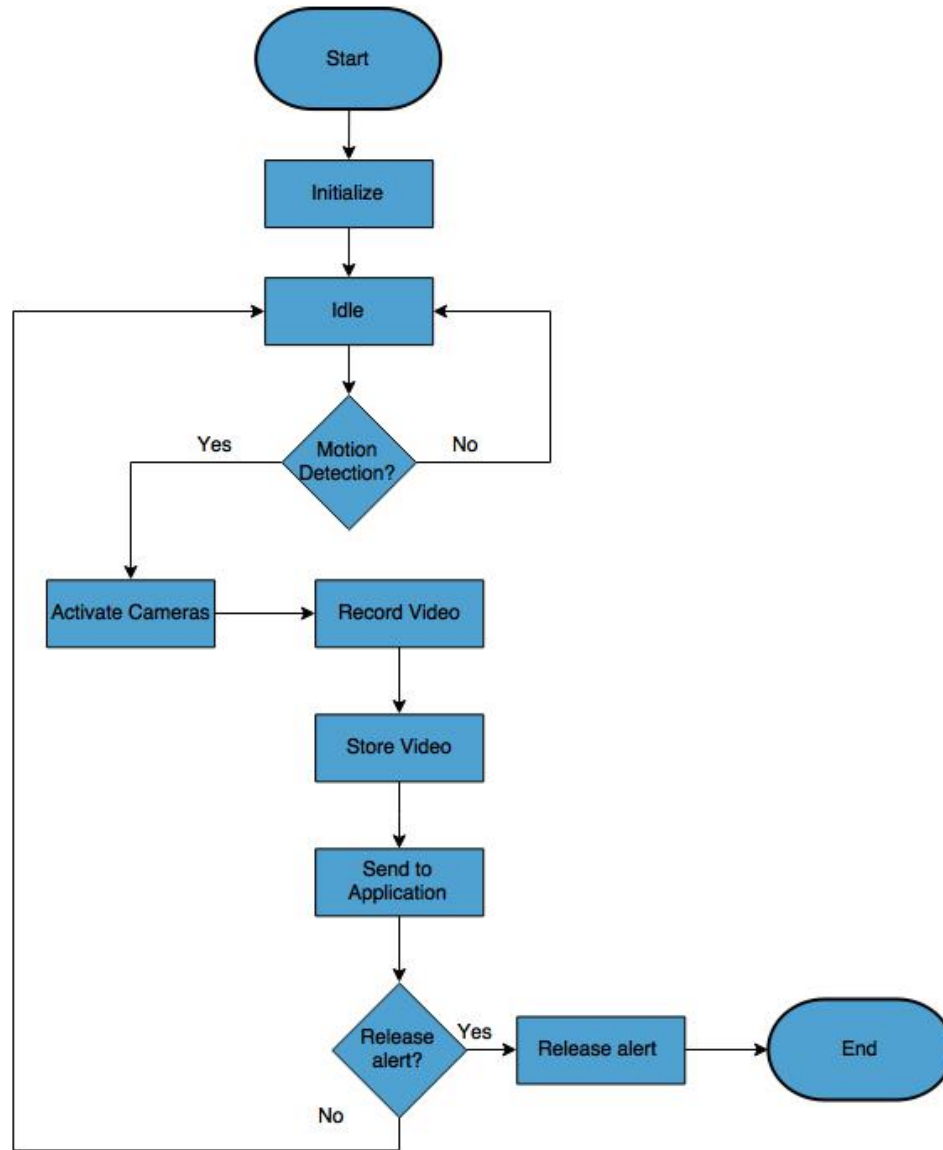 Start
Initialize
Idle
Yes
Motion
Detection?
No
Activate Cameras
Record Video
Store Video
Send to
Application
Release
alert?
Yes
Release alert
End
No